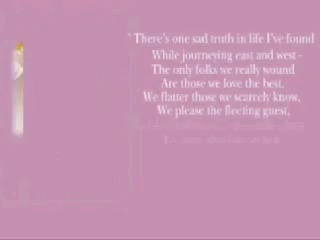 " There's one sad truth in life I've found
While journeying east and west -
The only folks we really wound
Are those we love the best.
We flatter those we scarcely know,
We please the fleeting guest,